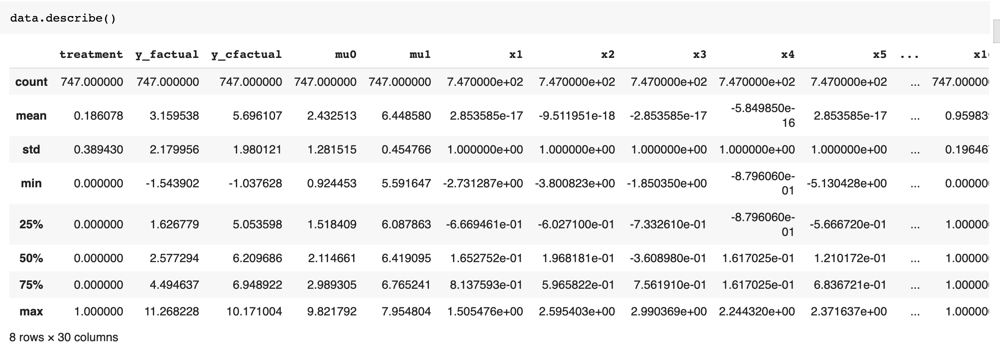 data.describe()
treatment y_factual y_cfactual mu0 mu1 x1 x2 x3 x4 x5 ...
count 747.000000 747.000000 747.000000 747.000000 747.000000 7.470000e+02 7.470000e+02 7.470000e+02 7.470000e+02 7.470000e+02 ... 747.00000
mean 0.186078 3.159538 5.696107 2.432513 6.448580 2.853585e-17 -9.511951e-18 -2.853585e-17 -5.849850e-16 2.853585e-17 ... 0.95983
std 0.389430 2.179956 1.980121 1.281515 0.454766 1.000000e+00 1.000000e+00 1.000000e+00 1.000000e+00 1.000000e+00 ... 0.19646
min 0.000000 -1.543902 -1.037628 0.924453 5.591647 -2.731287e+00 -3.800823e+00 -1.850350e+00 -8.796060e-01 -5.130428e+00 ... 0.00000
25% 0.000000 1.626779 5.053598 1.518409 6.087863 -6.669461e-01 -6.027100e-01 -7.332610e-01 -8.796060e-01 -5.666720e-01 ... 1.00000
50% 0.000000 2.577294 6.209686 2.114661 6.419095 1.652752e-01 1.968181e-01 -3.608980e-01 1.617025e-01 1.210172e-01 ... 1.00000
75% 0.000000 4.494637 6.948922 2.989305 6.765241 8.137593e-01 5.965822e-01 7.561910e-01 1.617025e-01 6.836721e-01 ... 1.00000
max 1.000000 11.268228 10.171004 9.821792 7.954804 1.505476e+00 2.595403e+00 2.990369e+00 2.244320e+00 2.371637e+00 ... 1.00000
8 rows × 30 columns